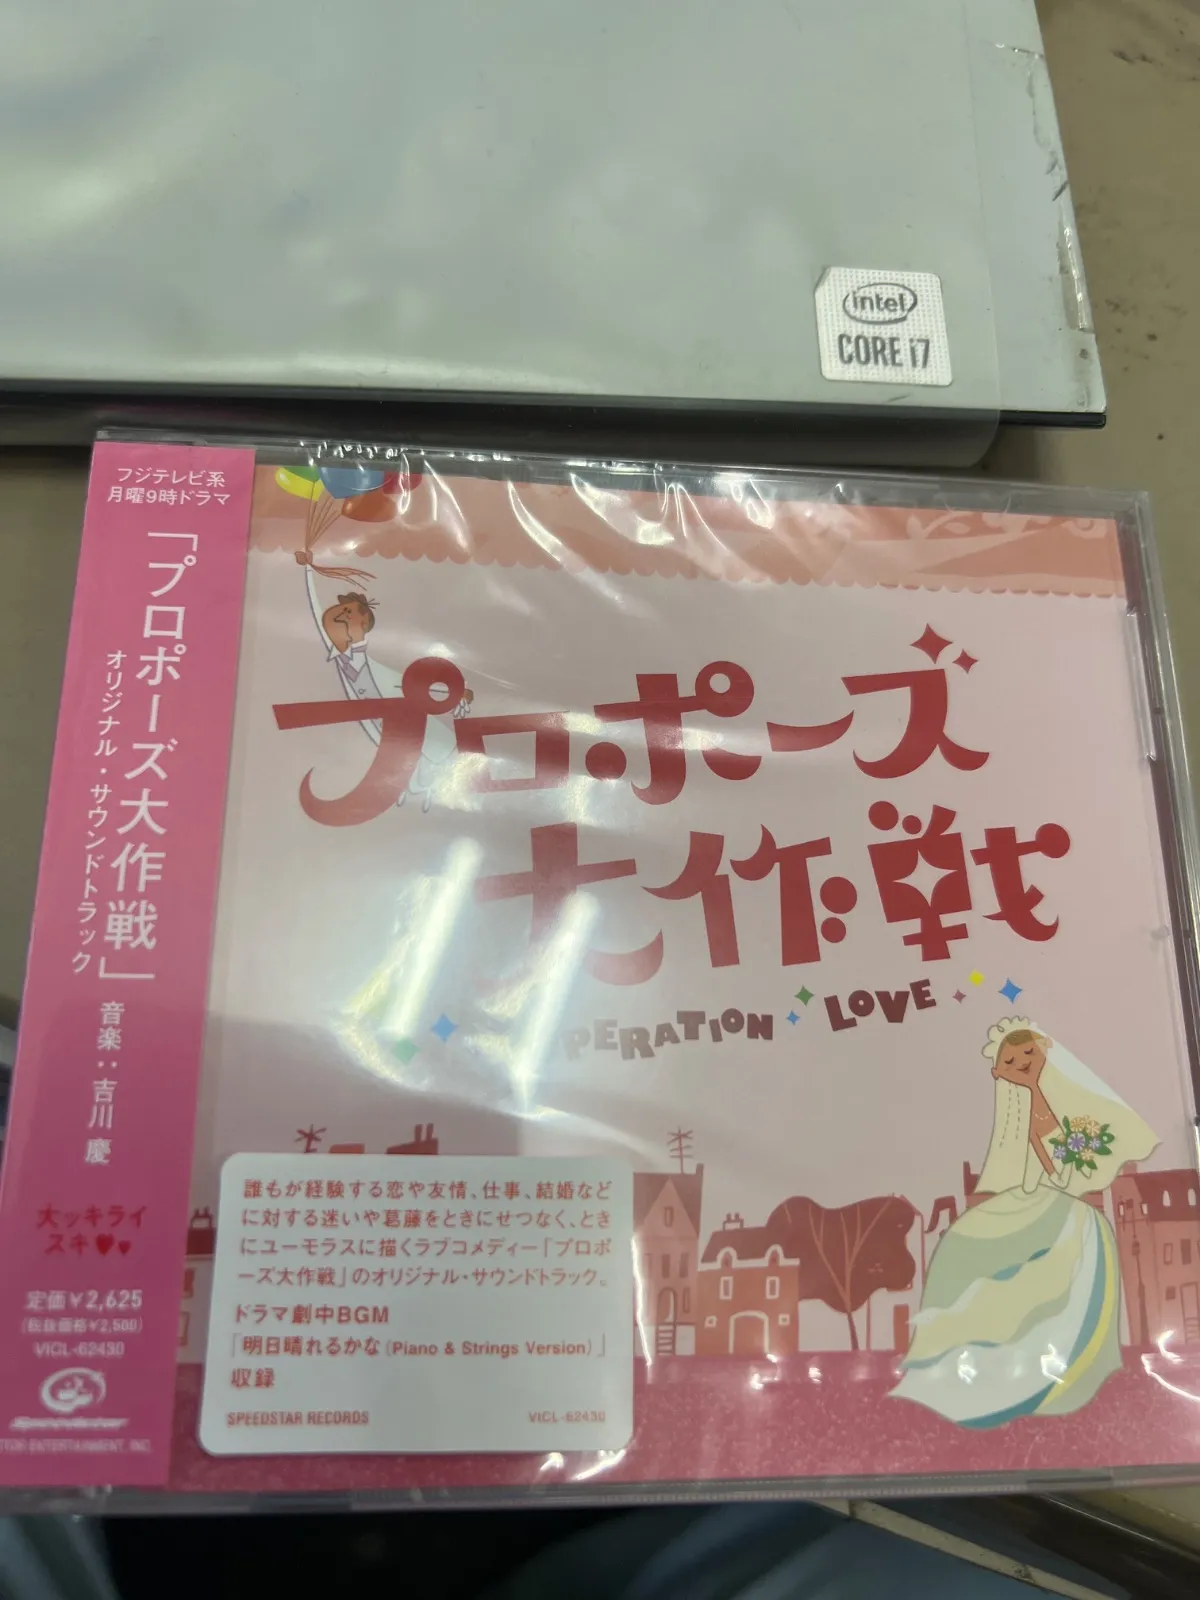 intel
CORE i7
フジテレビ系
月曜9時ドラマ
「プロポーズ大作戦」
オリジナル・サウンドトラック
音楽:吉川 慶
大ッキライ
スキ♥♥
定価¥2,625
(税抜価格¥2,500)
VICL-62430
SPEEDSTAR
ENTERTAINMENT, INC.
プロポーズ
大作戦
OPERATION LOVE
誰もが経験する恋や友情、仕事、結婚など
に対する迷いや葛藤をときにせつなく、とき
にユーモラスに描くラブコメディー「プロポ
ーズ大作戦」のオリジナル・サウンドトラック。
ドラマ劇中BGM
「明日晴れるかな(Piano & Strings Version)」
収録
SPEEDSTAR RECORDS
VICL-62430